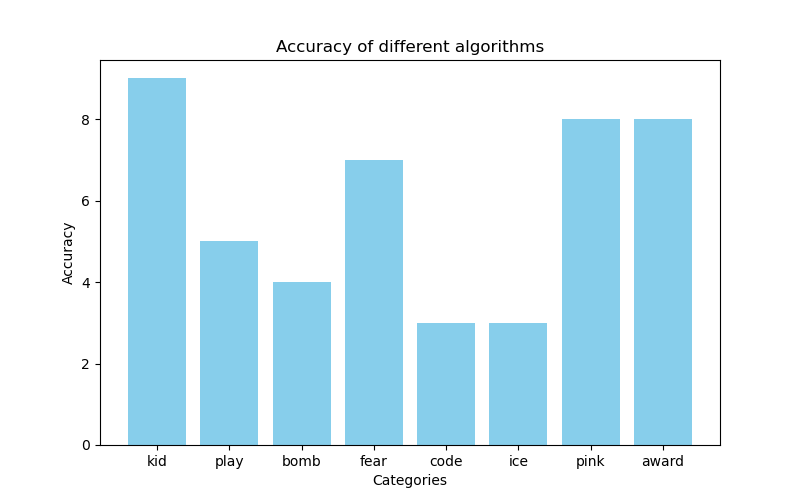 Accuracy of different algorithms
8
6
4
2
0
Accuracy
kid play bomb fear code ice pink award
Categories